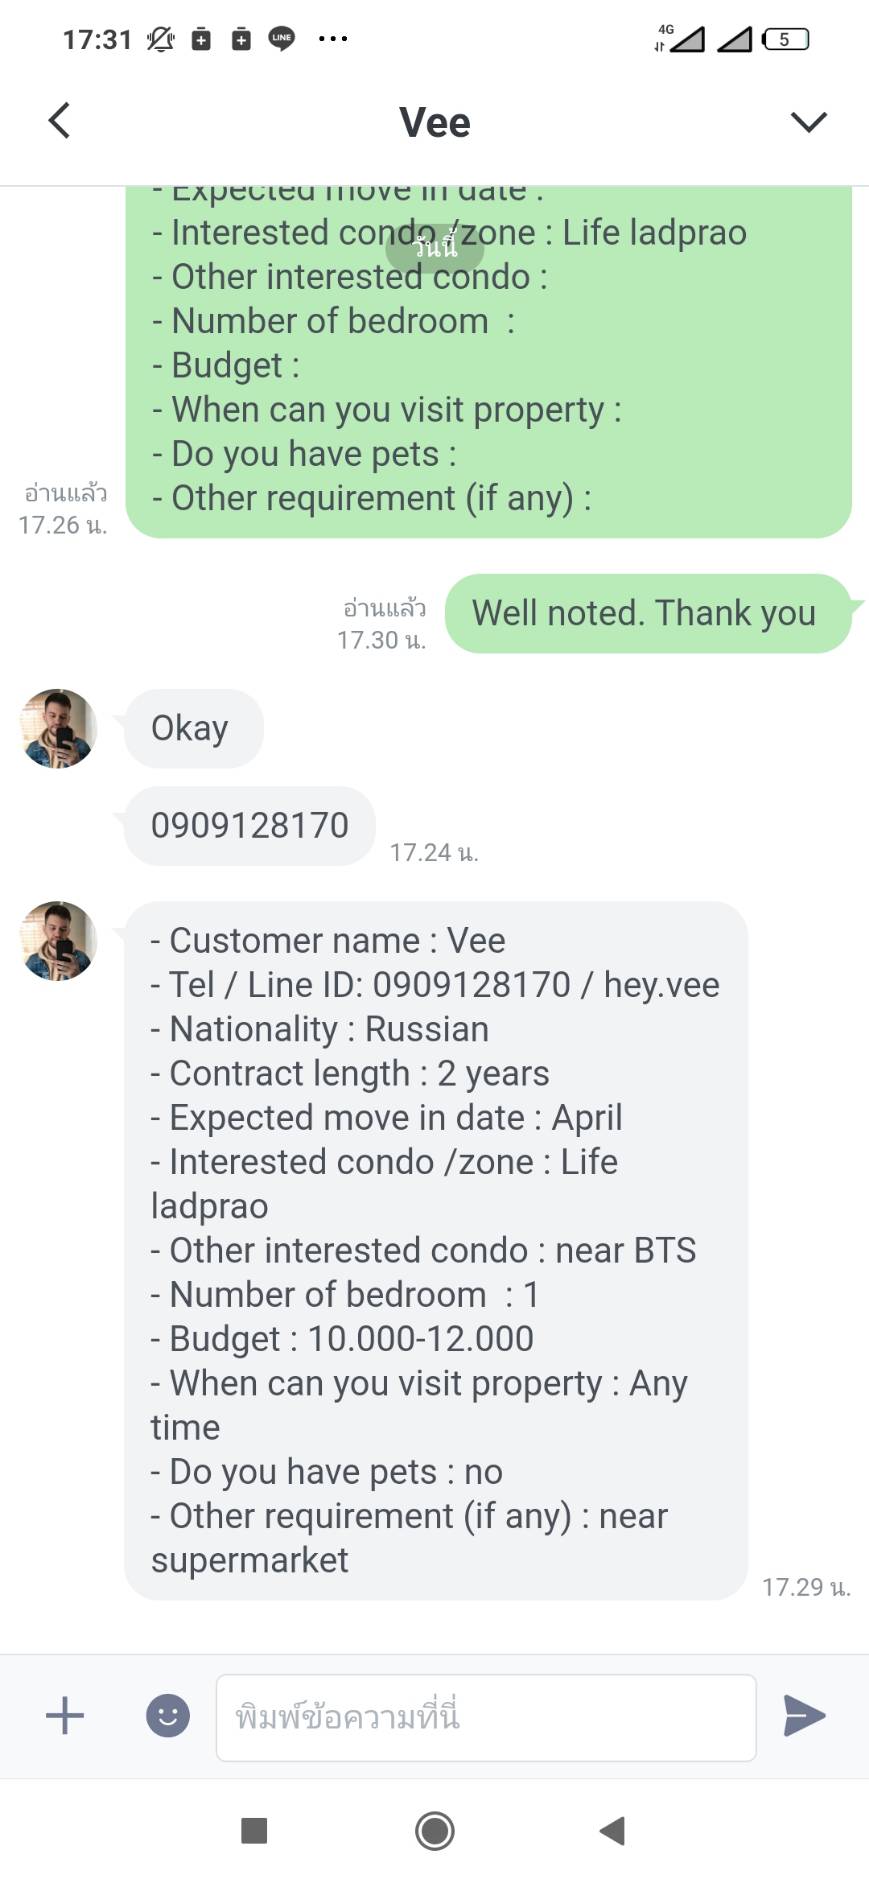 17:31
LINE
4G
5
Vee
- Expected move in date :
- Interested condo /zone : Life ladprao
วันนี้
- Other interested condo :
- Number of bedroom  :
- Budget :
- When can you visit property :
- Do you have pets :
- Other requirement (if any) :
อ่านแล้ว
17.26 น.
Well noted. Thank you
อ่านแล้ว
17.30 น.
Okay
0909128170
17.24 น.
- Customer name : Vee
- Tel / Line ID: 0909128170 / hey.vee
- Nationality : Russian
- Contract length : 2 years
- Expected move in date : April
- Interested condo /zone : Life
ladprao
- Other interested condo : near BTS
- Number of bedroom  : 1
- Budget : 10.000-12.000
- When can you visit property : Any
time
- Do you have pets : no
- Other requirement (if any) : near
supermarket
17.29 น.
พิมพ์ข้อความที่นี่